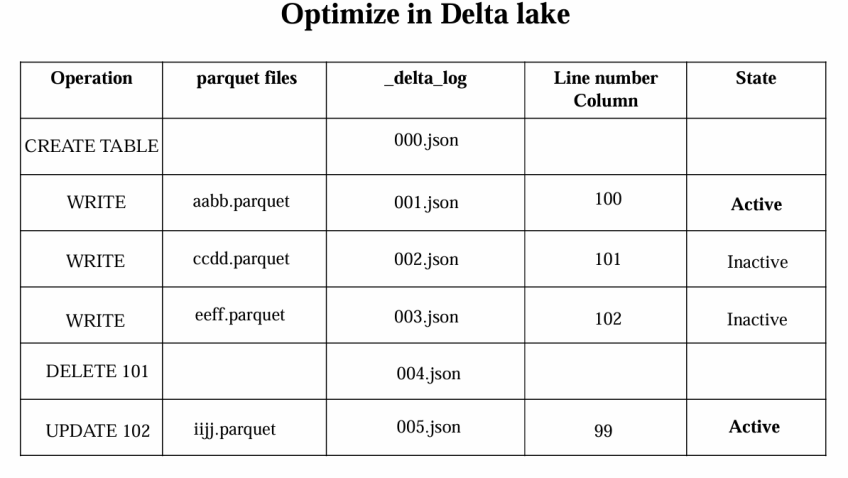 Optimize in Delta lake
Operation parquet files _delta_log Line number Column State
CREATE TABLE 000.json
WRITE aabb.parquet 001.json 100 Active
WRITE ccdd.parquet 002.json 101 Inactive
WRITE eeff.parquet 003.json 102 Inactive
DELETE 101 004.json
UPDATE 102 iijj.parquet 005.json 99 Active